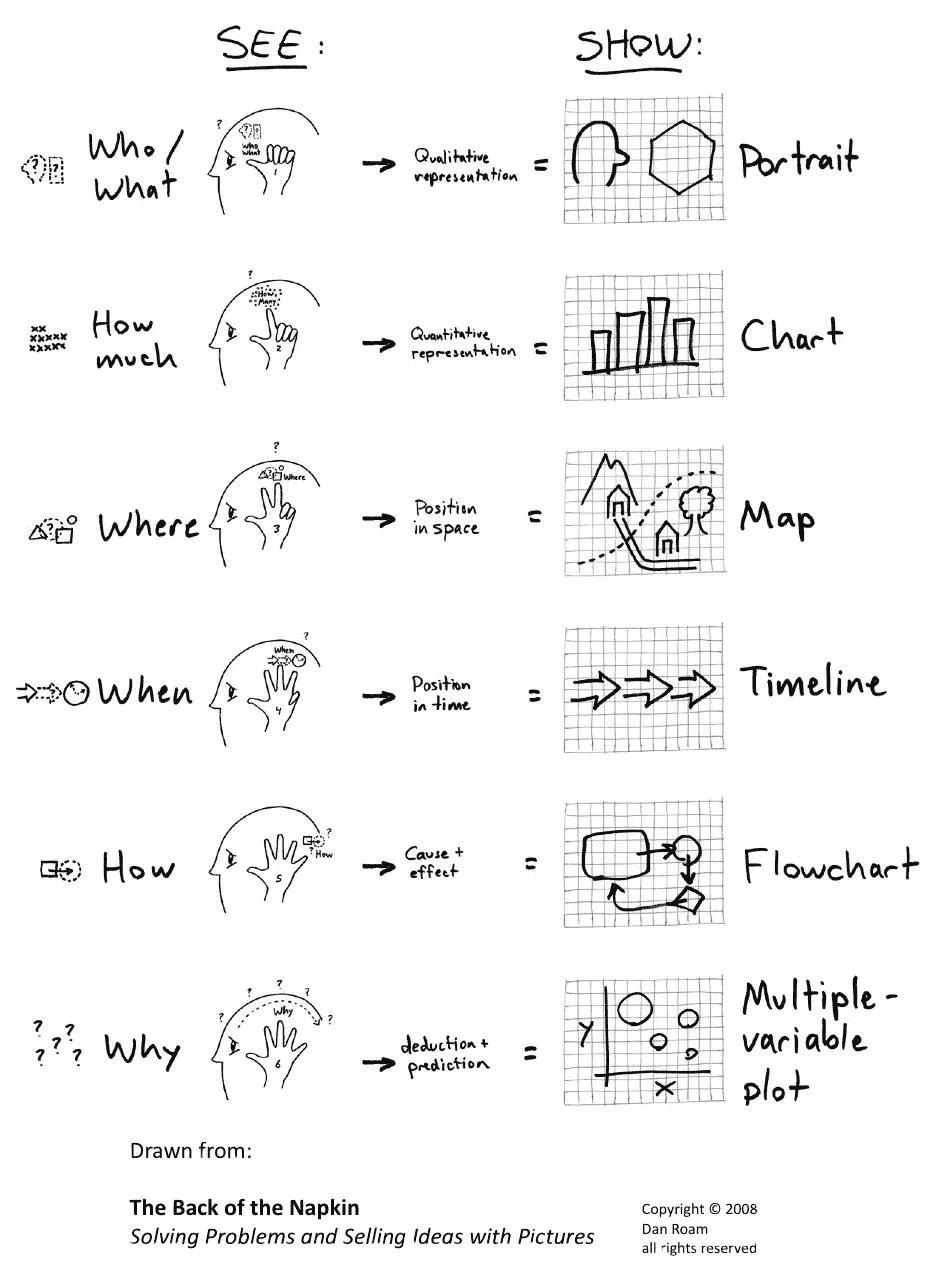 SEE:
SHOW:
?
Who/
What
? ?
? ?
Who
What
1
Qualitative
representation
=
Portrait
xx
xxxxx
xxxxx
How
much
?
How
Many
2
Quantitative
representation
=
Chart
?
Where
?
?
Where
3
Position
in space
=
Map
?
When
?
When
?
4
Position
in time
=
Timeline
?
How
?
?
? How
5
Cause +
effect
=
Flowchart
? ?
? ? ?
Why
? ? ?
? ?
Why
6
deduction +
prediction
=
Y
X
Multiple-
variable
plot
Drawn from:
The Back of the Napkin
Solving Problems and Selling Ideas with Pictures
Copyright © 2008
Dan Roam
all rights reserved